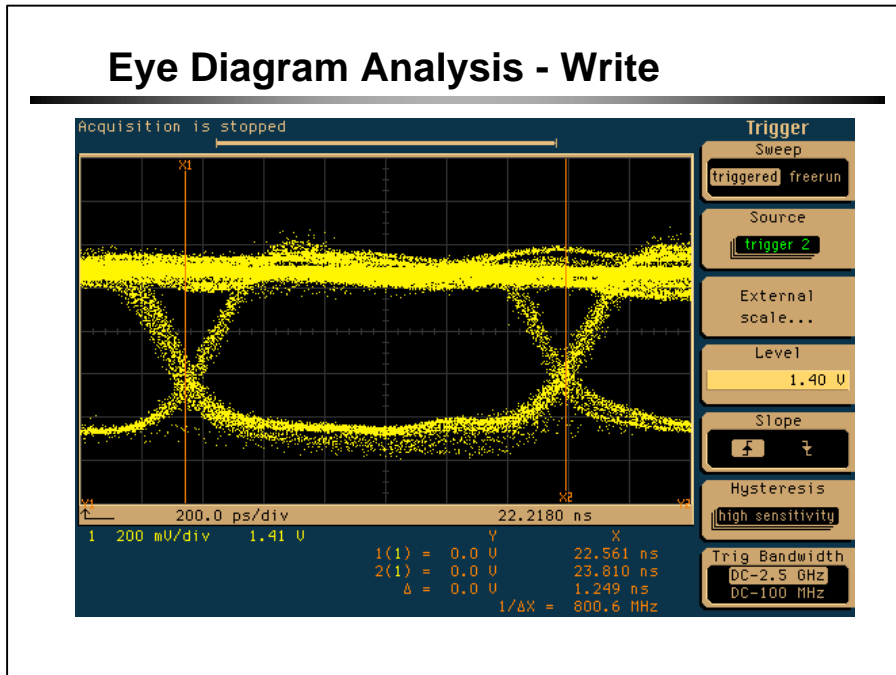 Eye Diagram Analysis - Write
Acquisition is stopped
X1
X1
X2
Y2
200.0 ps/div 22.2180 ns
1 200 mV/div 1.41 V
Y X
1(1) = 0.0 V 22.561 ns
2(1) = 0.0 V 23.810 ns
Δ = 0.0 V 1.249 ns
1/ΔX = 800.6 MHz
Trigger
Sweep
triggered freerun
Source
trigger 2
External
scale...
Level
1.40 V
Slope
Hysteresis
high sensitivity
Trig Bandwidth
DC-2.5 GHz
DC-100 MHz